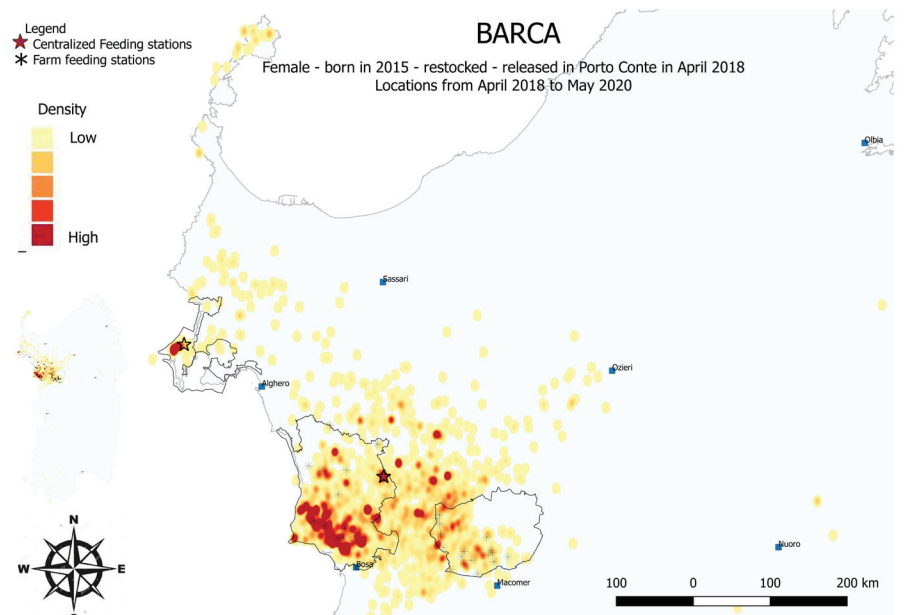 Legend
Centralized Feeding stations
Farm feeding stations
BARCA
Female - born in 2015 - restocked - released in Porto Conte in April 2018
Locations from April 2018 to May 2020
Density
Low
High
Olbia
Sassari
Ozieri
Alghero
Nuoro
Bosa
Macomer
N
W
E
100 0 100 200 km